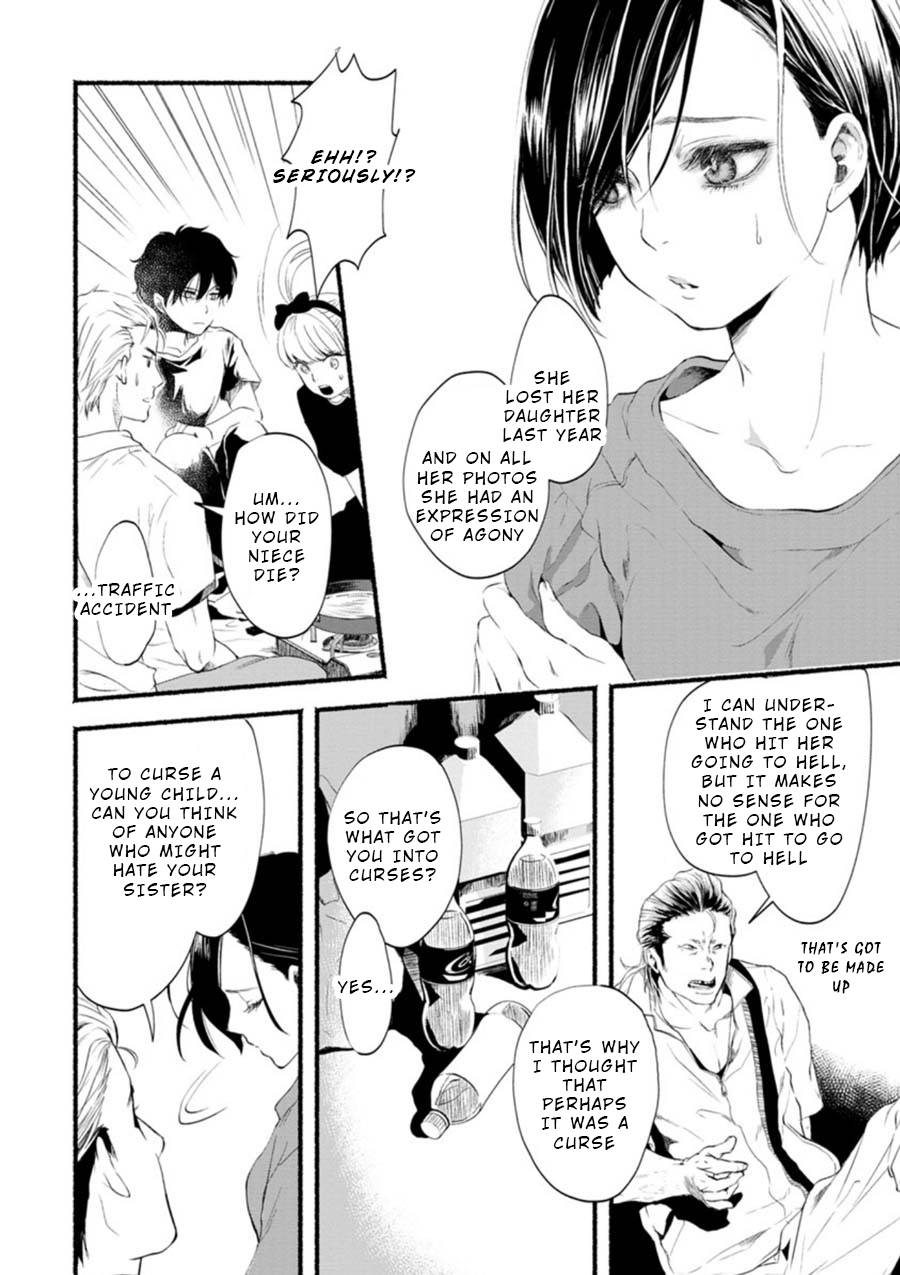 SHE
LOST HER
DAUGHTER
LAST YEAR
AND ON ALL
HER PHOTOS
SHE HAD AN
EXPRESSION
OF AGONY
EHH!?
SERIOUSLY!?
UM...
HOW DID
YOUR
NIECE
DIE?
...TRAFFIC
ACCIDENT
I CAN UNDER-
STAND THE ONE
WHO HIT HER
GOING TO HELL,
BUT IT MAKES
NO SENSE FOR
THE ONE WHO
GOT HIT TO GO
TO HELL
THAT'S GOT
TO BE MADE
UP
THAT'S WHY
I THOUGHT
THAT
PERHAPS
IT WAS A
CURSE
SO THAT'S
WHAT GOT
YOU INTO
CURSES?
YES...
TO CURSE A
YOUNG CHILD...
CAN YOU THINK
OF ANYONE
WHO MIGHT
HATE YOUR
SISTER?